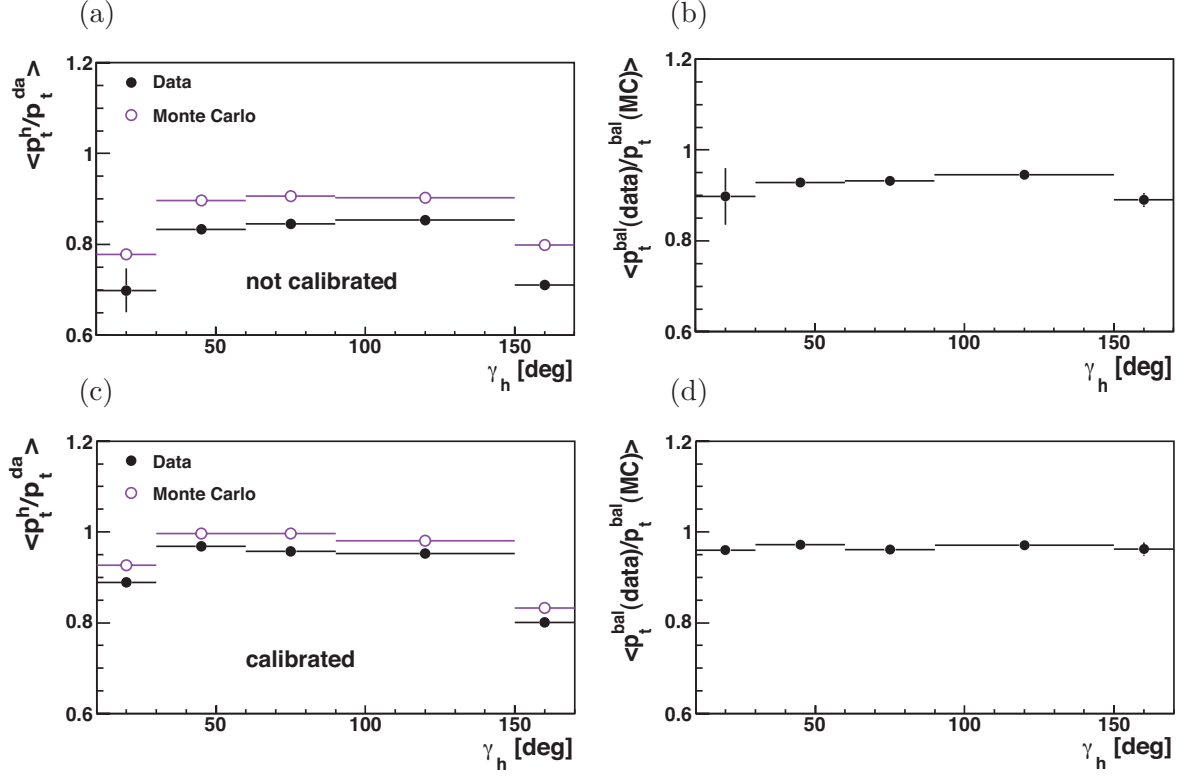 (a)
<p_t^h/p_t^da>
1.2
1
0.8
0.6
Data
Monte Carlo
not calibrated
50
100
150
γ_h [deg]
(b)
<p_t^bal(data)/p_t^bal(MC)>
1.2
1
0.8
0.6
50
100
150
γ_h [deg]
(c)
<p_t^h/p_t^da>
1.2
1
0.8
0.6
Data
Monte Carlo
calibrated
50
100
150
γ_h [deg]
(d)
<p_t^bal(data)/p_t^bal(MC)>
1.2
1
0.8
0.6
50
100
150
γ_h [deg]